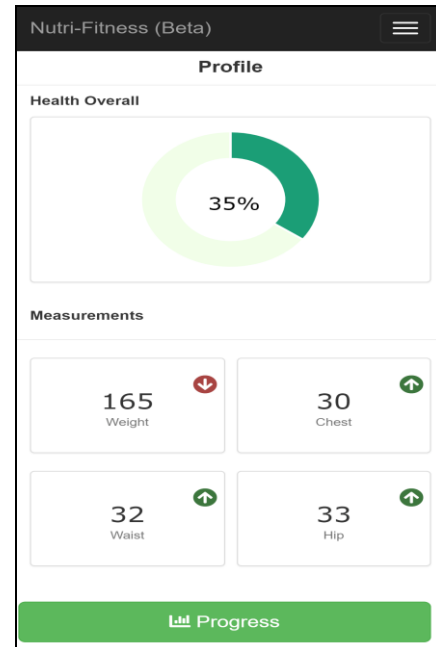 Nutri-Fitness (Beta)
Profile
Health Overall
35%
Measurements
165
Weight
30
Chest
32
Waist
33
Hip
Progress